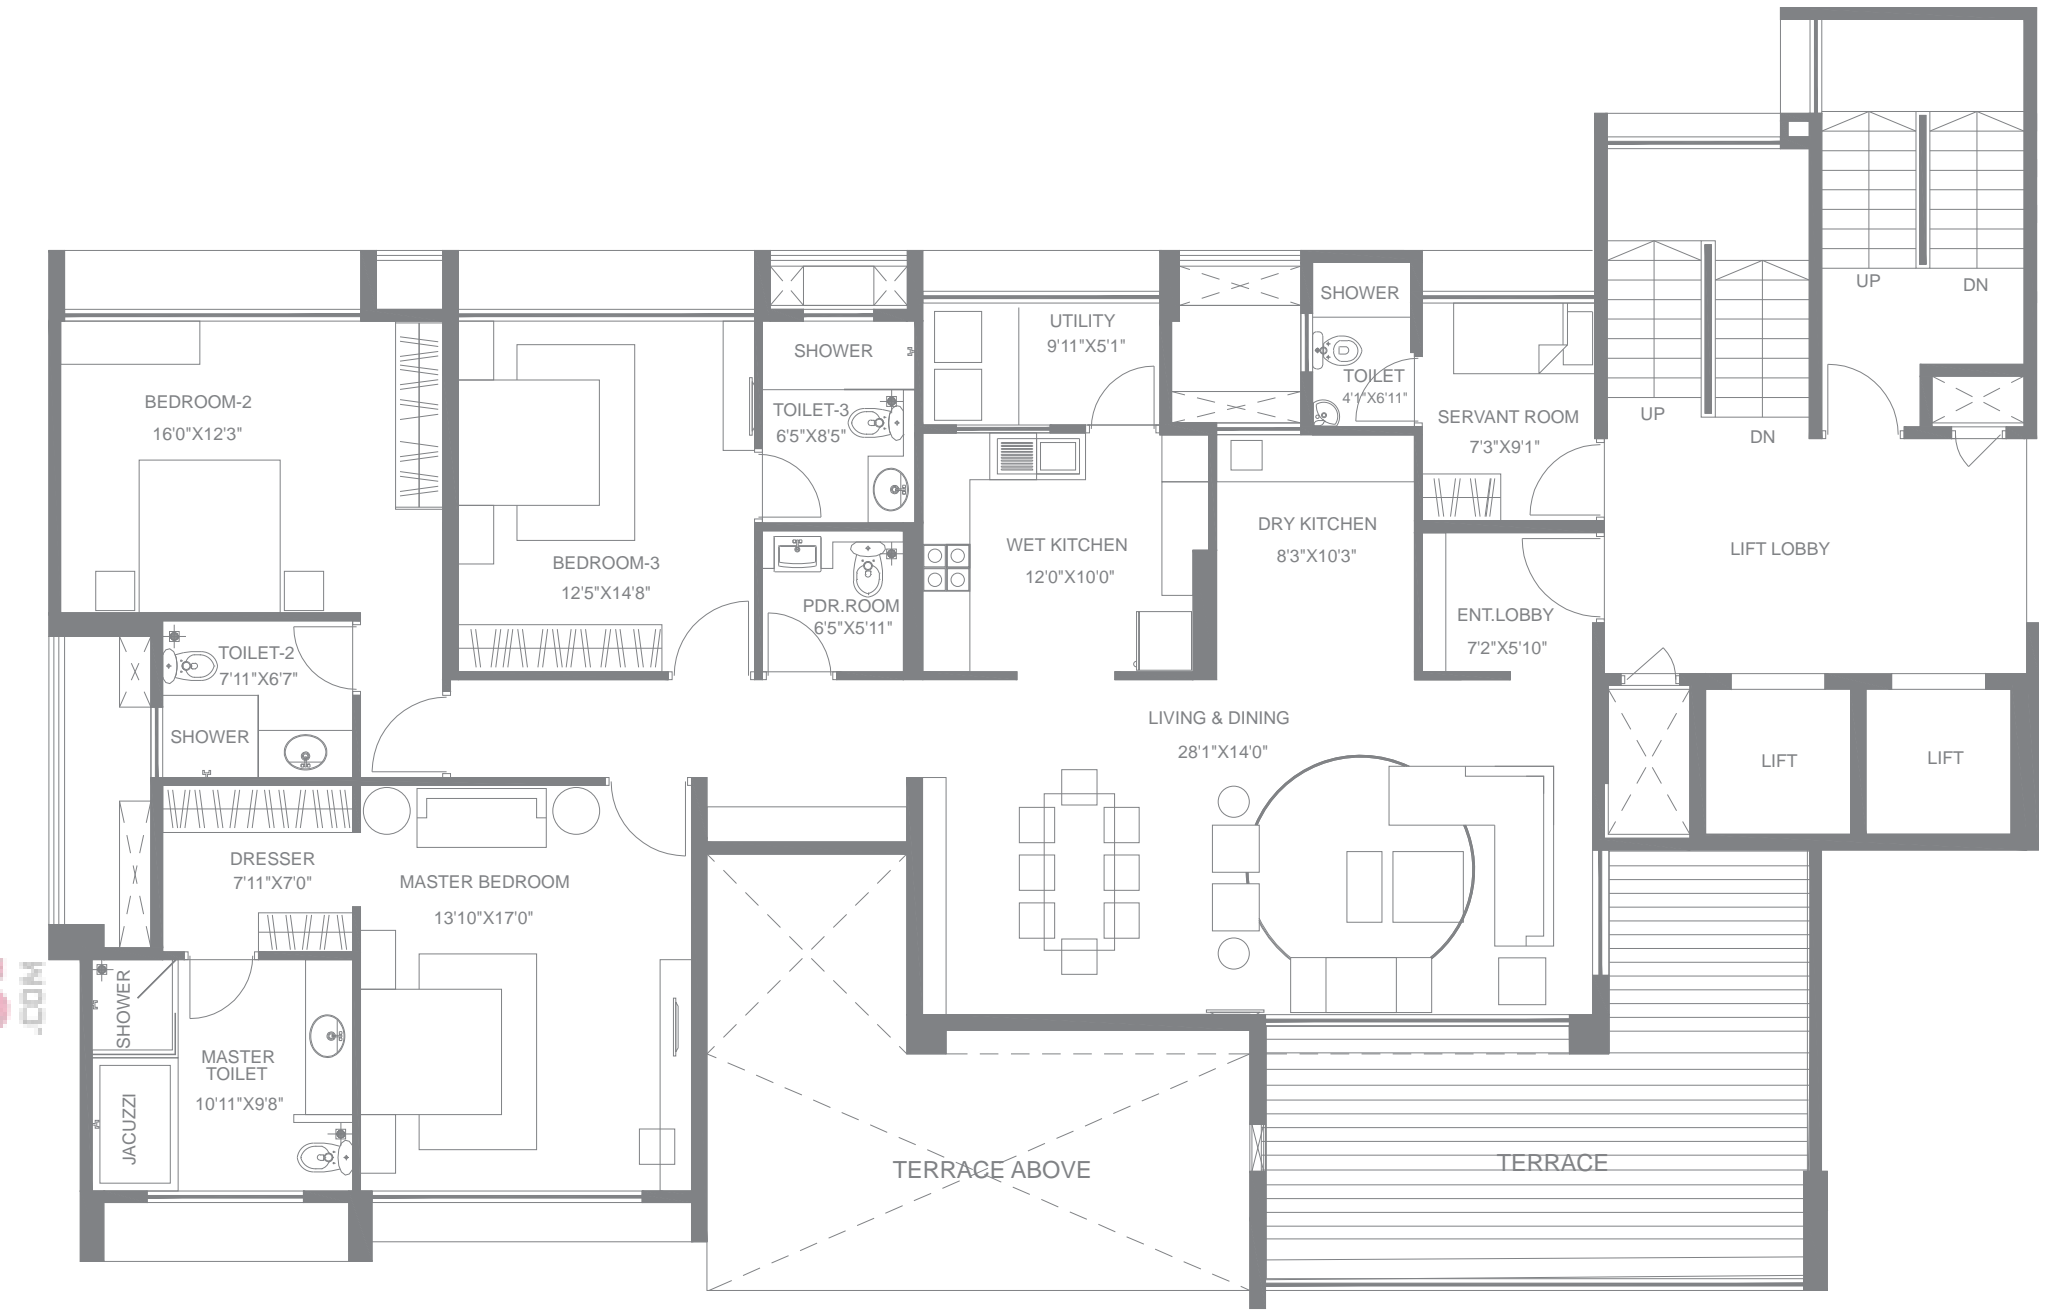 UP
DN
SHOWER
UTILITY
9'11"X5'1"
SHOWER
TOILET
4'1"X6'11"
BEDROOM-2
16'0"X12'3"
TOILET-3
6'5"X8'5"
SERVANT ROOM
7'3"X9'1"
UP
DN
BEDROOM-3
12'5"X14'8"
WET KITCHEN
12'0"X10'0"
DRY KITCHEN
8'3"X10'3"
LIFT LOBBY
PDR.ROOM
6'5"X5'11"
ENT.LOBBY
7'2"X5'10"
TOILET-2
7'11"X6'7"
SHOWER
LIVING & DINING
28'1"X14'0"
LIFT
LIFT
DRESSER
7'11"X7'0"
MASTER BEDROOM
13'10"X17'0"
SHOWER
MASTER
TOILET
10'11"X9'8"
JACUZZI
TERRACE ABOVE
TERRACE
.COM